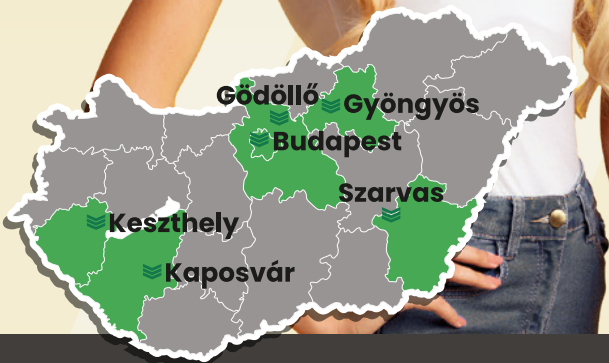 Gödöllő
Gyöngyös
Budapest
Szarvas
Keszthely
Kaposvár